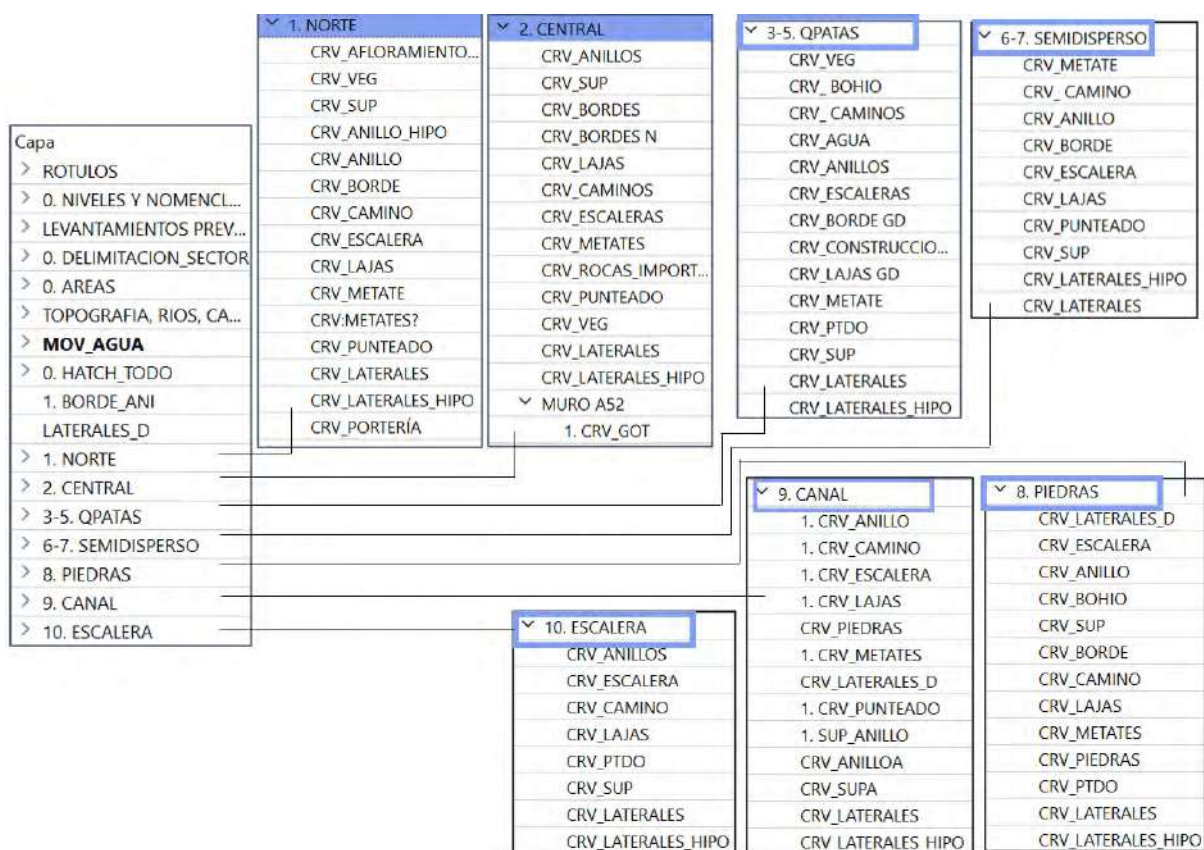 Capa
ROTULOS
0. NIVELES Y NOMENCL...
LEVANTAMIENTOS PREV...
0. DELIMITACION_SECTOR
0. AREAS
TOPOGRAFIA, RIOS, CA...
MOV_AGUA
0. HATCH_TODO
1. BORDE_ANI
LATERALES_D
1. NORTE
2. CENTRAL
3-5. QPATAS
6-7. SEMIDISPERSO
8. PIEDRAS
9. CANAL
10. ESCALERA
1. NORTE
CRV_AFLORAMIENTO...
CRV_VEG
CRV_SUP
CRV_ANILLO_HIPO
CRV_ANILLO
CRV_BORDE
CRV_CAMINO
CRV_ESCALERA
CRV_LAJAS
CRV_METATE
CRV:METATES?
CRV_PUNTEADO
CRV_LATERALES
CRV_LATERALES_HIPO
CRV_PORTERÍA
2. CENTRAL
CRV_ANILLOS
CRV_SUP
CRV_BORDES
CRV_BORDES N
CRV_LAJAS
CRV_CAMINOS
CRV_ESCALERAS
CRV_METATES
CRV_ROCAS_IMPORT...
CRV_PUNTEADO
CRV_VEG
CRV_LATERALES
CRV_LATERALES_HIPO
MURO A52
1. CRV_GOT
3-5. QPATAS
CRV_VEG
CRV_ BOHIO
CRV_ CAMINOS
CRV_AGUA
CRV_ANILLOS
CRV_ESCALERAS
CRV_BORDE GD
CRV_CONSTRUCCIO...
CRV_LAJAS GD
CRV_METATE
CRV_PTDO
CRV_SUP
CRV_LATERALES
CRV_LATERALES_HIPO
6-7. SEMIDISPERSO
CRV_METATE
CRV_ CAMINO
CRV_ANILLO
CRV_BORDE
CRV_ESCALERA
CRV_LAJAS
CRV_PUNTEADO
CRV_SUP
CRV_LATERALES_HIPO
CRV_LATERALES
10. ESCALERA
CRV_ANILLOS
CRV_ESCALERA
CRV_CAMINO
CRV_LAJAS
CRV_PTDO
CRV_SUP
CRV_LATERALES
CRV_LATERALES_HIPO
9. CANAL
1. CRV_ANILLO
1. CRV_CAMINO
1. CRV_ESCALERA
1. CRV_LAJAS
CRV_PIEDRAS
1. CRV_METATES
CRV_LATERALES_D
1. CRV_PUNTEADO
1. SUP_ANILLO
CRV_ANILLOA
CRV_SUPA
CRV_LATERALES
CRV_LATERALES_HIPO
8. PIEDRAS
CRV_LATERALES_D
CRV_ESCALERA
CRV_ANILLO
CRV_BOHIO
CRV_SUP
CRV_BORDE
CRV_CAMINO
CRV_LAJAS
CRV_METATES
CRV_PIEDRAS
CRV_PTDO
CRV_LATERALES
CRV_LATERALES_HIPO